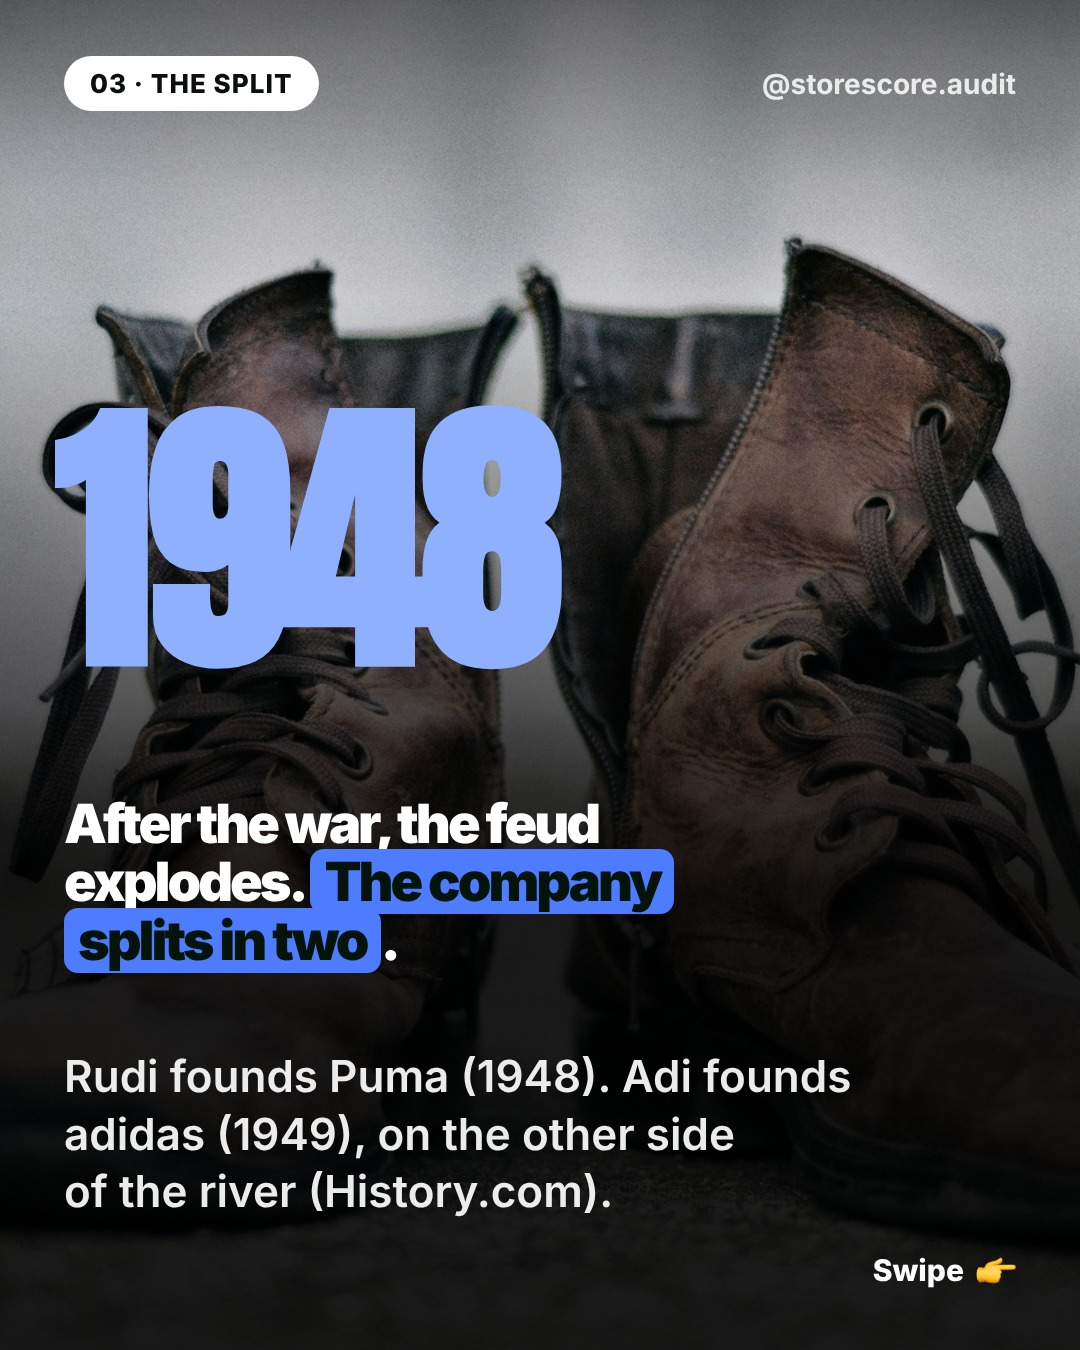 03 · THE SPLIT
@storescore.audit
1948
After the war, the feud
explodes. The company
splits in two.
Rudi founds Puma (1948). Adi founds
adidas (1949), on the other side
of the river (History.com).
Swipe 👉